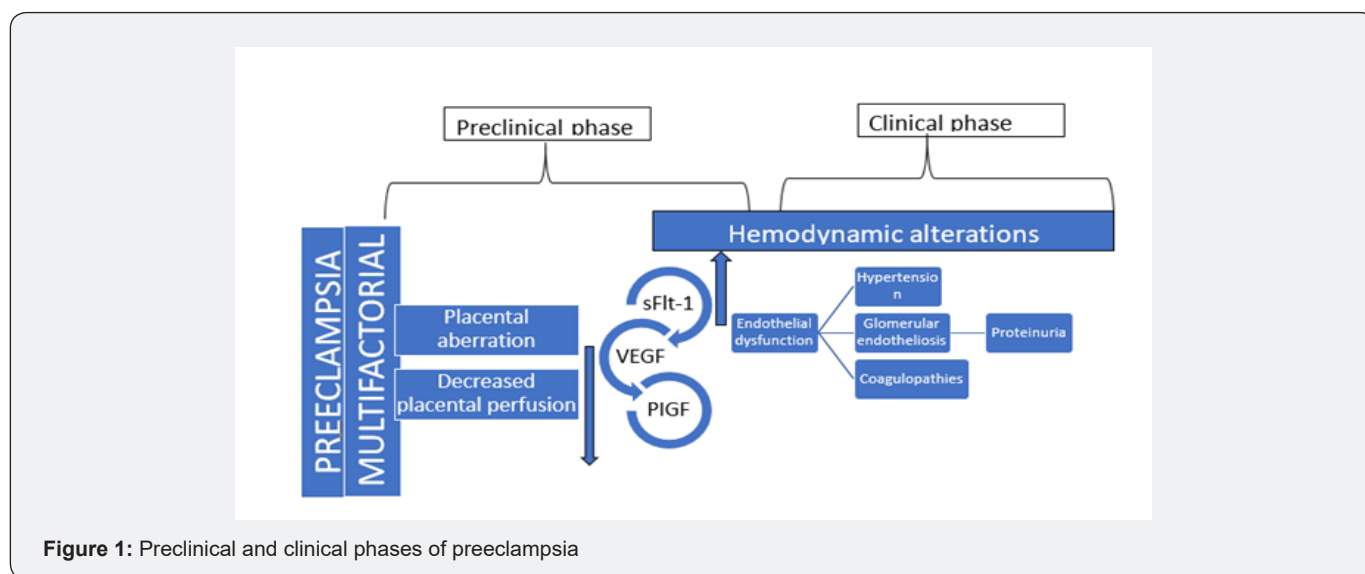 Preclinical phase
Clinical phase
Hemodynamic alterations
PREECLAMPSIA
MULTIFACTORIAL
Placental
aberration
Decreased
placental perfusion
sFlt-1
VEGF
PIGF
Endothelial
dysfunction
Hypertensio
n
Glomerular
endotheliosis
Proteinuria
Coagulopathies
Figure 1: Preclinical and clinical phases of preeclampsia